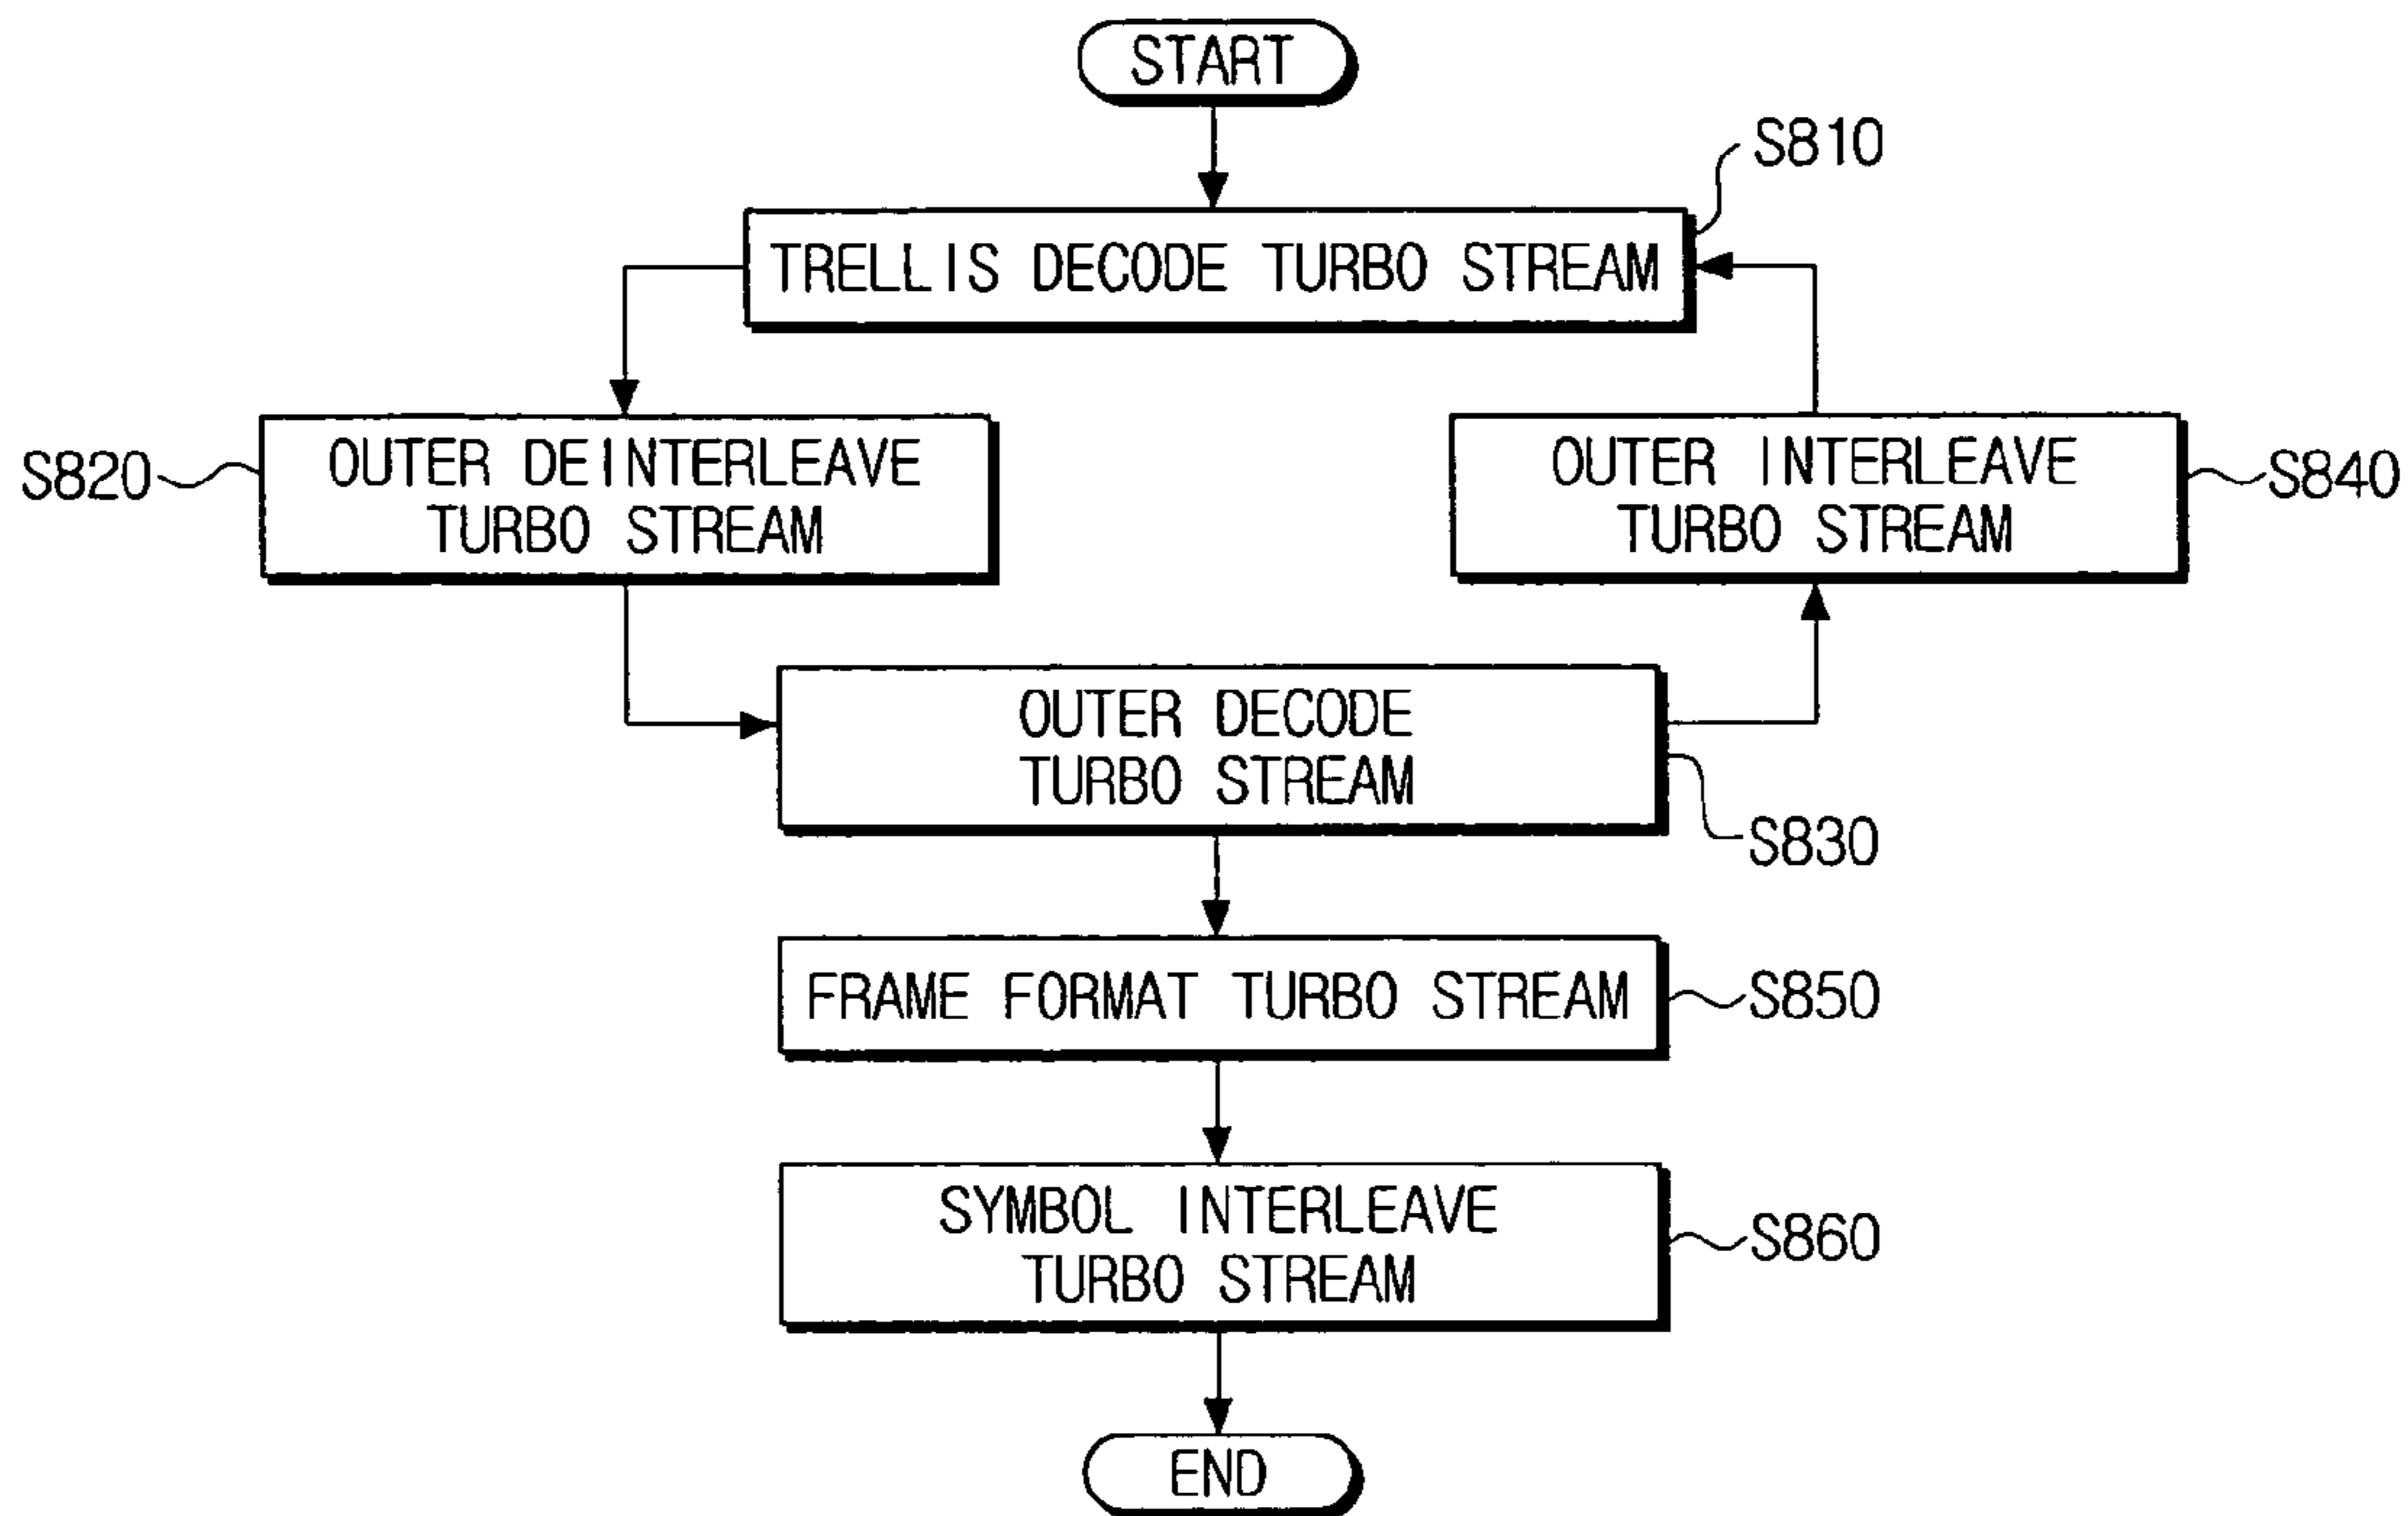 START
S810
TRELLIS DECODE TURBO STREAM
S820
OUTER DEINTERLEAVE
TURBO STREAM
OUTER INTERLEAVE
TURBO STREAM
S840
OUTER DECODE
TURBO STREAM
S830
FRAME FORMAT TURBO STREAM
S850
SYMBOL INTERLEAVE
TURBO STREAM
S860
END